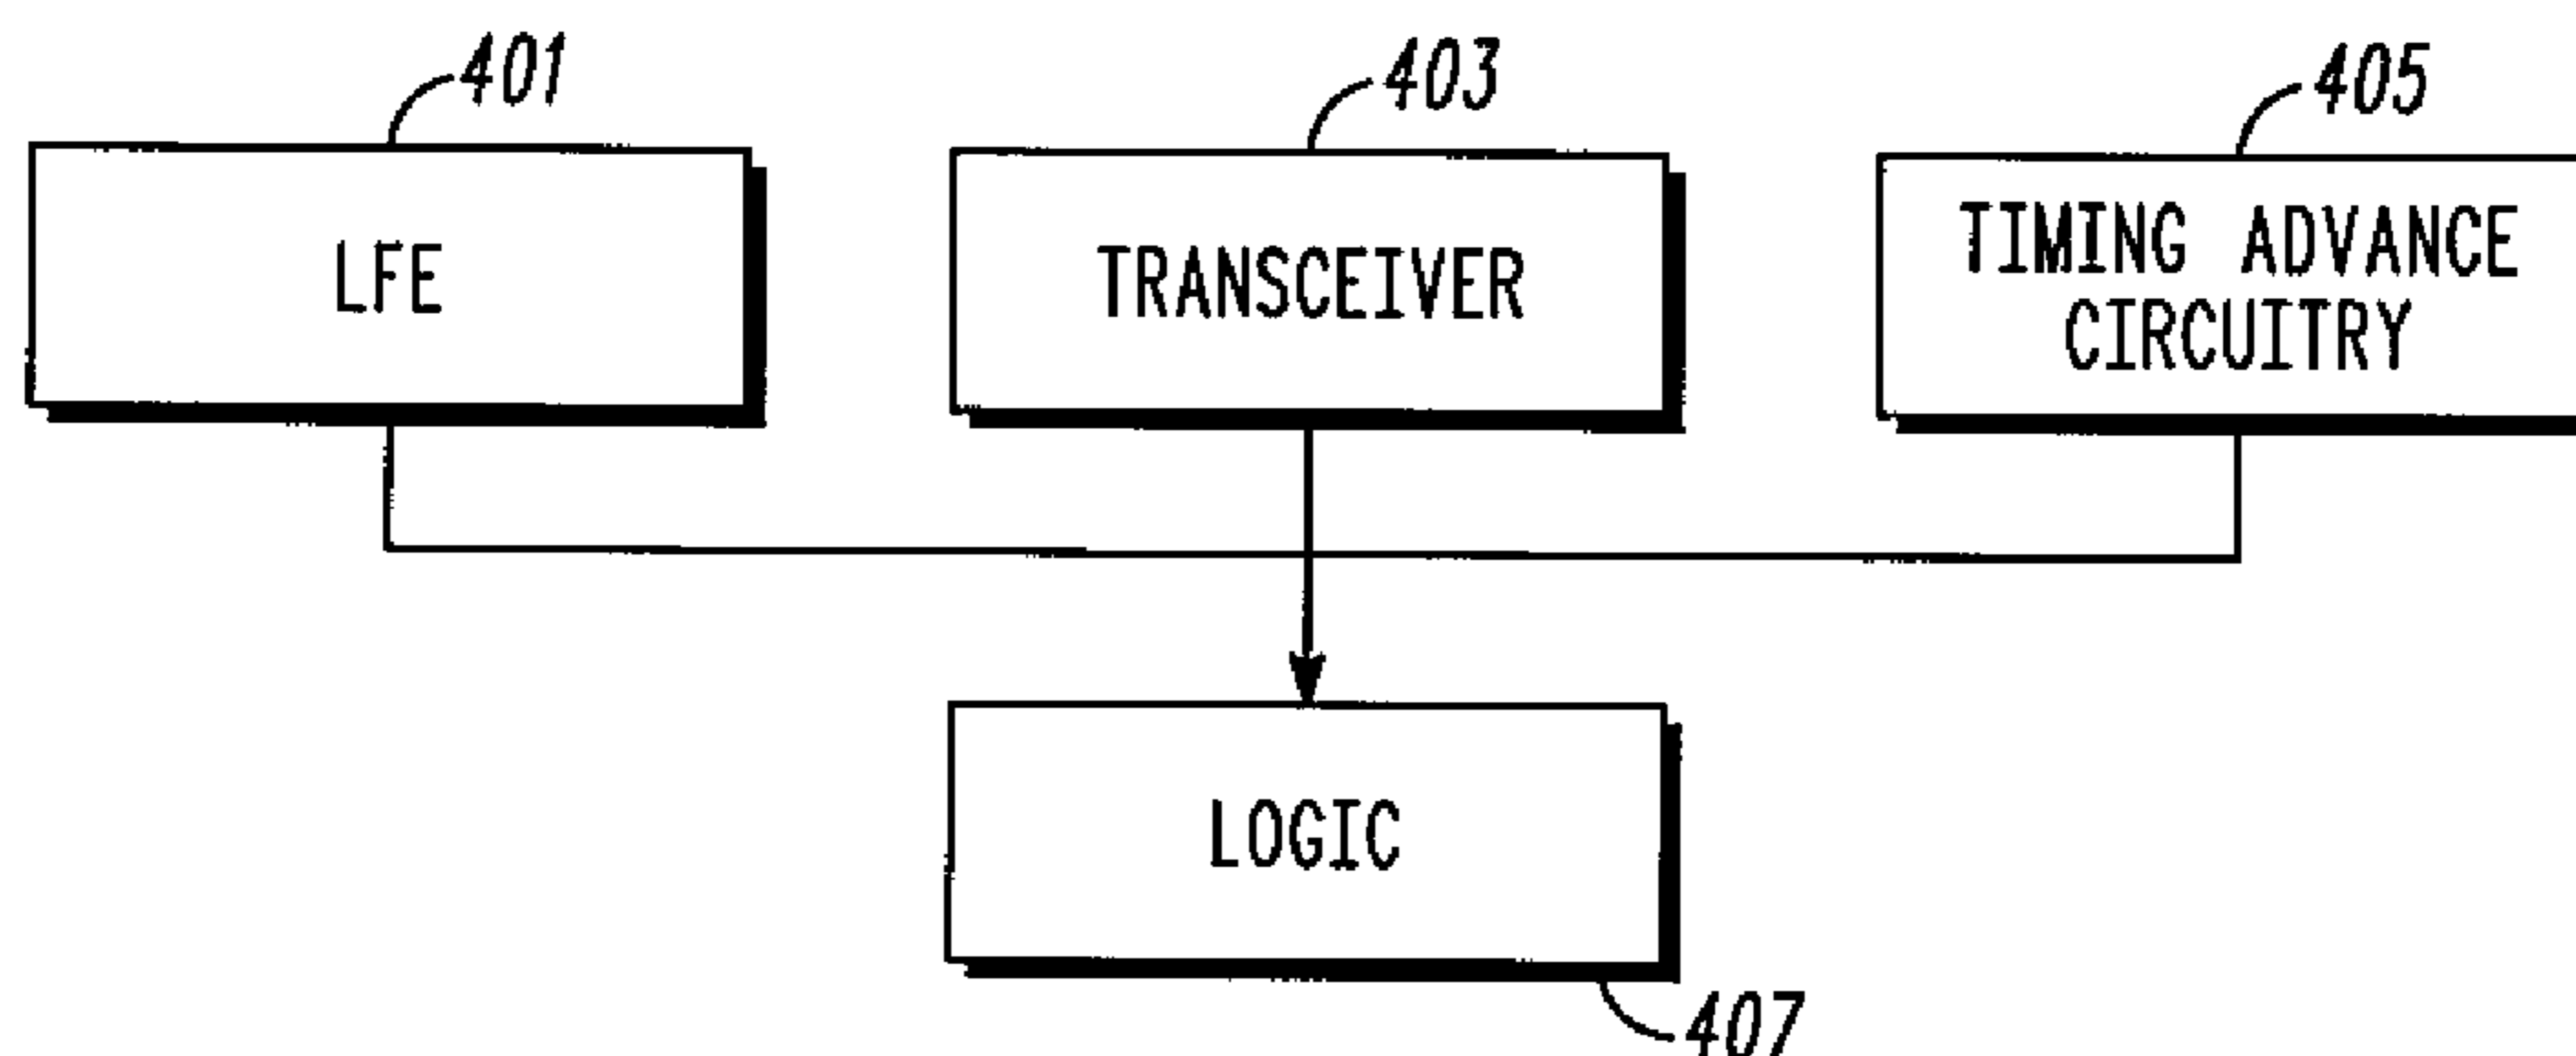 401
403
405
LFE
TRANSCEIVER
TIMING ADVANCE
CIRCUITRY
LOGIC
407